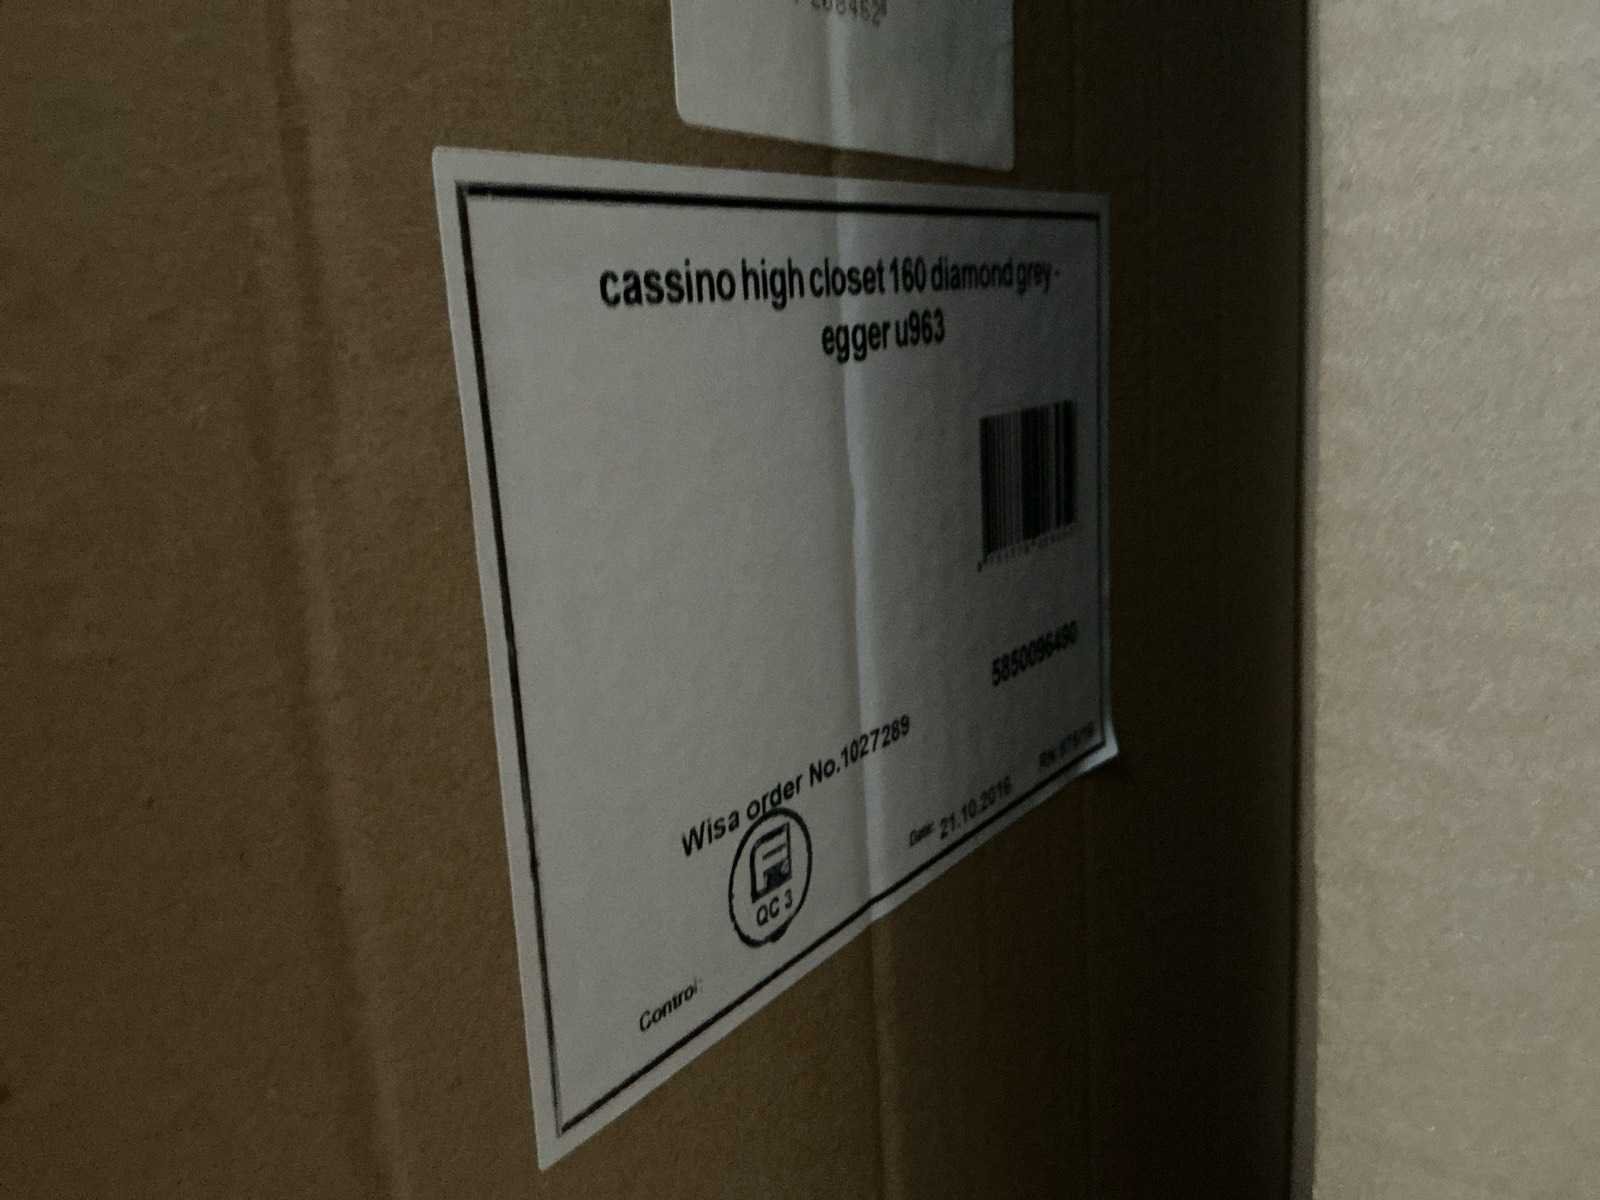 cassino high closet 160 diamond grey -
egger u963
5850096490
Wisa order No.1027289
Date: 21.10.2016
QC 3
Control: